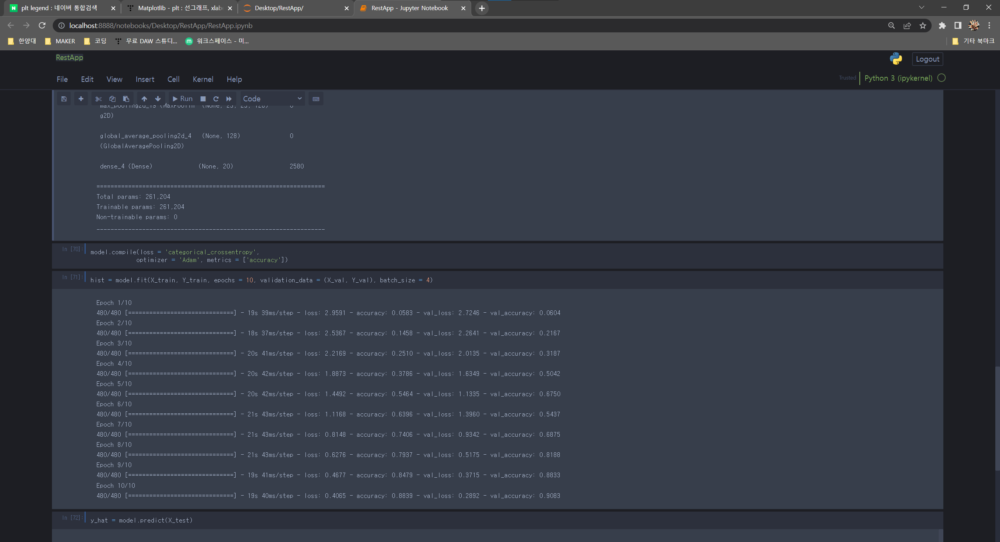 plt legend : 네이버 통합검색
Matplotlib - plt : 선그래프, xlabe
Desktop/RestApp/
RestApp - Jupyter Notebook
localhost:8888/notebooks/Desktop/RestApp/RestApp.ipynb
한양대
MAKER
코딩
무료 DAW 스튜디...
워크스페이스 - 미...
기타 북마크
RestApp
Logout
File Edit View Insert Cell Kernel Help
Trusted
Python 3 (ipykernel)
Run
Code
max_pooling2d_19 (MaxPoolin (None, 25, 25, 128) 0
g2D)
global_average_pooling2d_4 (None, 128) 0
(GlobalAveragePooling2D)
dense_4 (Dense) (None, 20) 2580
=================================================================
Total params: 261,204
Trainable params: 261,204
Non-trainable params: 0
_________________________________________________________________
In [70]:
model.compile(loss = 'categorical_crossentropy',
optimizer = 'Adam', metrics = ['accuracy'])
In [71]:
hist = model.fit(X_train, Y_train, epochs = 10, validation_data = (X_val, Y_val), batch_size = 4)
Epoch 1/10
480/480 [==============================] - 19s 39ms/step - loss: 2.9591 - accuracy: 0.0583 - val_loss: 2.7246 - val_accuracy: 0.0604
Epoch 2/10
480/480 [==============================] - 18s 37ms/step - loss: 2.5367 - accuracy: 0.1458 - val_loss: 2.2641 - val_accuracy: 0.2167
Epoch 3/10
480/480 [==============================] - 20s 41ms/step - loss: 2.2169 - accuracy: 0.2510 - val_loss: 2.0135 - val_accuracy: 0.3187
Epoch 4/10
480/480 [==============================] - 20s 42ms/step - loss: 1.8873 - accuracy: 0.3786 - val_loss: 1.6349 - val_accuracy: 0.5042
Epoch 5/10
480/480 [==============================] - 20s 42ms/step - loss: 1.4492 - accuracy: 0.5464 - val_loss: 1.1335 - val_accuracy: 0.6750
Epoch 6/10
480/480 [==============================] - 21s 43ms/step - loss: 1.1168 - accuracy: 0.6396 - val_loss: 1.3960 - val_accuracy: 0.5437
Epoch 7/10
480/480 [==============================] - 21s 43ms/step - loss: 0.8148 - accuracy: 0.7406 - val_loss: 0.9342 - val_accuracy: 0.6875
Epoch 8/10
480/480 [==============================] - 21s 43ms/step - loss: 0.6276 - accuracy: 0.7937 - val_loss: 0.5175 - val_accuracy: 0.8188
Epoch 9/10
480/480 [==============================] - 19s 41ms/step - loss: 0.4677 - accuracy: 0.8479 - val_loss: 0.3715 - val_accuracy: 0.8833
Epoch 10/10
480/480 [==============================] - 19s 40ms/step - loss: 0.4065 - accuracy: 0.8839 - val_loss: 0.2892 - val_accuracy: 0.9083
In [72]:
y_hat = model.predict(X_test)